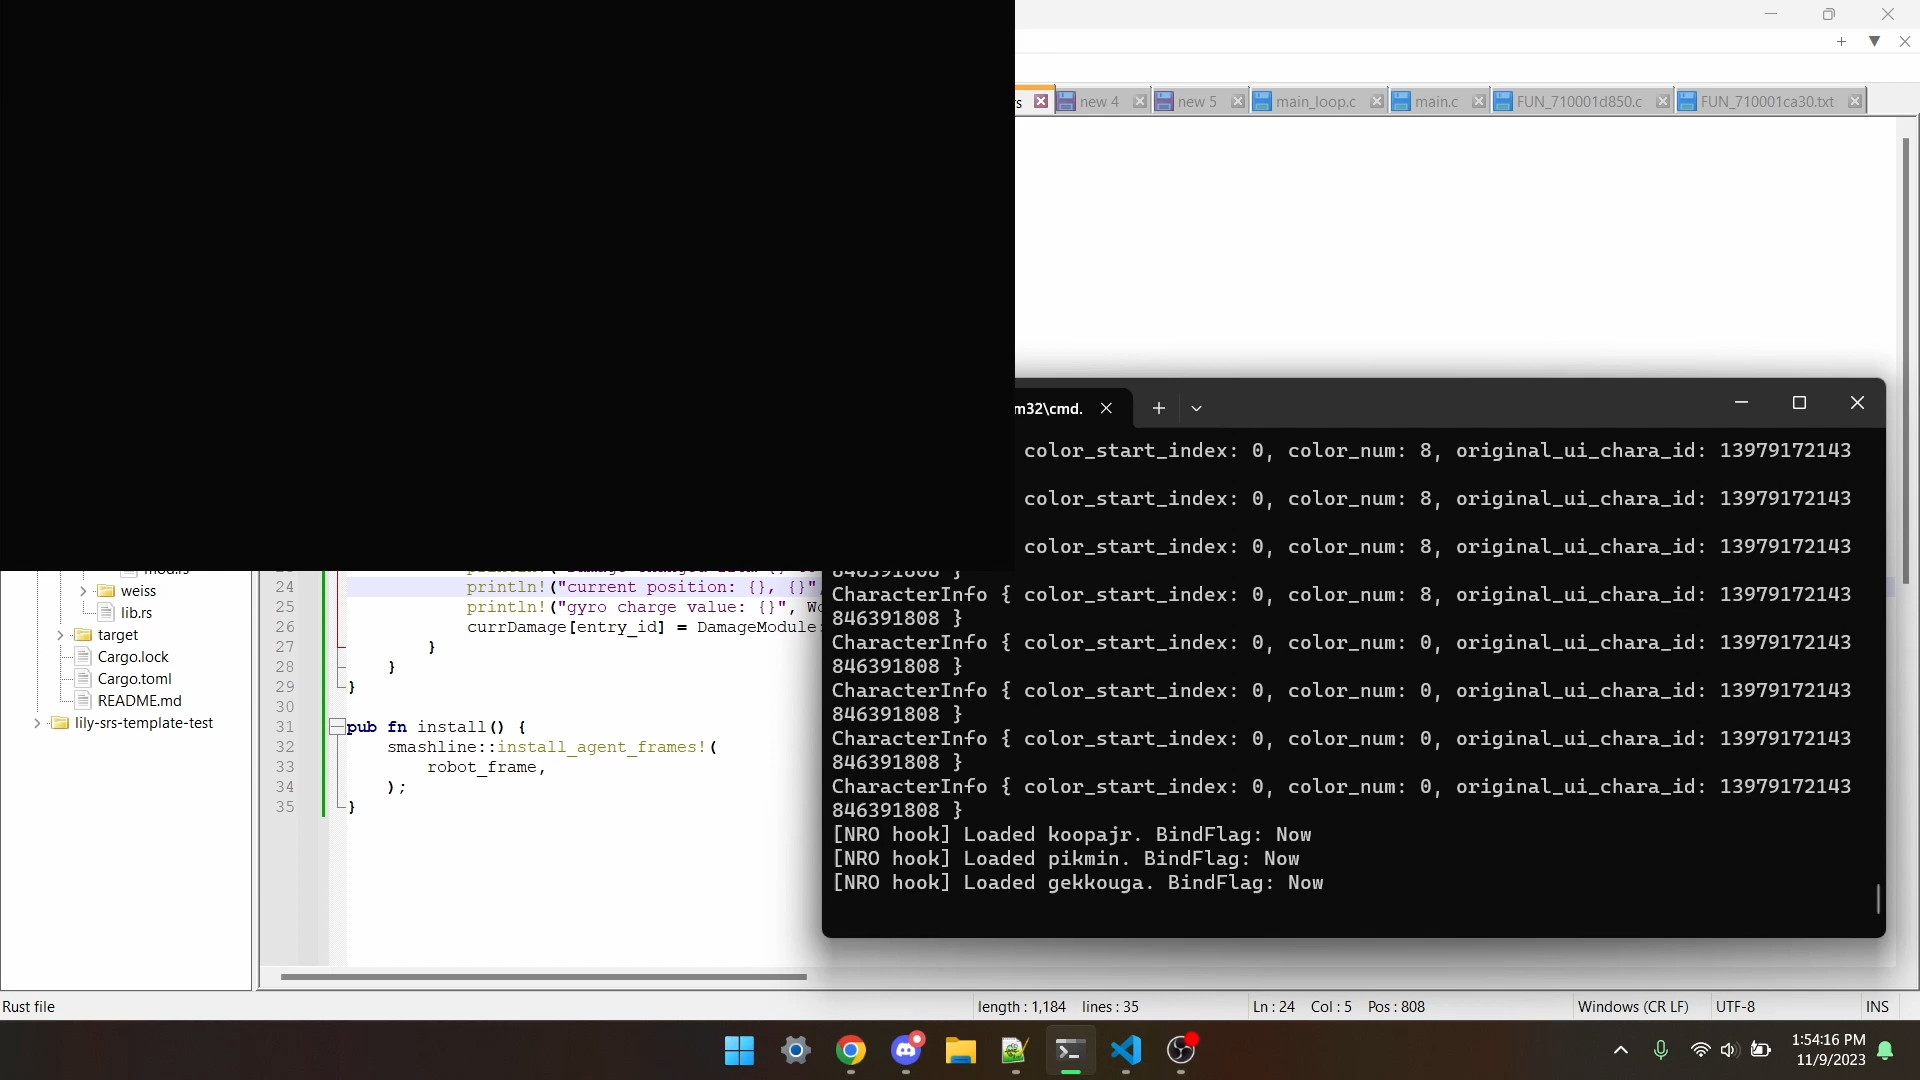 rs new 4 new 5 main_loop.c main.c FUN_710001d850.c FUN_710001ca30.txt
weiss
lib.rs
target
Cargo.lock
Cargo.toml
README.md
lily-srs-template-test
24 println!("current position: {}, {}"
25 println!("gyro charge value: {}", Wo
26 currDamage[entry_id] = DamageModule:
27 }
28 }
29 }
30
31 pub fn install() {
32 smashline::install_agent_frames!(
33 robot_frame,
34 );
35 }
m32\cmd.
color_start_index: 0, color_num: 8, original_ui_chara_id: 13979172143
color_start_index: 0, color_num: 8, original_ui_chara_id: 13979172143
color_start_index: 0, color_num: 8, original_ui_chara_id: 13979172143
846391808 }
CharacterInfo { color_start_index: 0, color_num: 8, original_ui_chara_id: 13979172143
846391808 }
CharacterInfo { color_start_index: 0, color_num: 0, original_ui_chara_id: 13979172143
846391808 }
CharacterInfo { color_start_index: 0, color_num: 0, original_ui_chara_id: 13979172143
846391808 }
CharacterInfo { color_start_index: 0, color_num: 0, original_ui_chara_id: 13979172143
846391808 }
CharacterInfo { color_start_index: 0, color_num: 0, original_ui_chara_id: 13979172143
846391808 }
[NRO hook] Loaded koopajr. BindFlag: Now
[NRO hook] Loaded pikmin. BindFlag: Now
[NRO hook] Loaded gekkouga. BindFlag: Now
Rust file length : 1,184 lines : 35 Ln : 24 Col : 5 Pos : 808 Windows (CR LF) UTF-8 INS
1:54:16 PM
11/9/2023